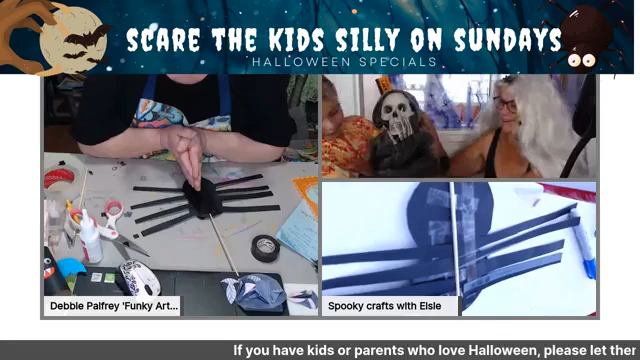 SCARE THE KIDS SILLY ON SUNDAYS
HALLOWEEN SPECIALS
Debbie Palfrey 'Funky Art...
Spooky crafts with Elsie
If you have kids or parents who love Halloween, please let ther